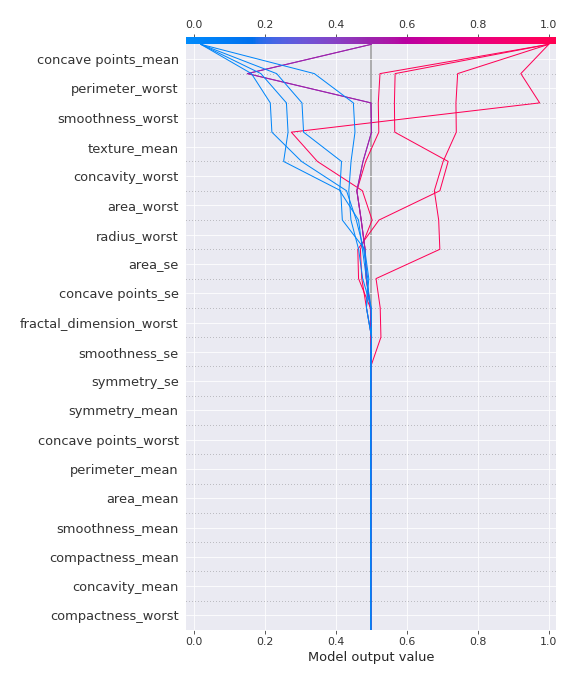 0.0 0.2 0.4 0.6 0.8 1.0
concave points_mean
perimeter_worst
smoothness_worst
texture_mean
concavity_worst
area_worst
radius_worst
area_se
concave points_se
fractal_dimension_worst
smoothness_se
symmetry_se
symmetry_mean
concave points_worst
perimeter_mean
area_mean
smoothness_mean
compactness_mean
concavity_mean
compactness_worst
0.0 0.2 0.4 0.6 0.8 1.0
Model output value